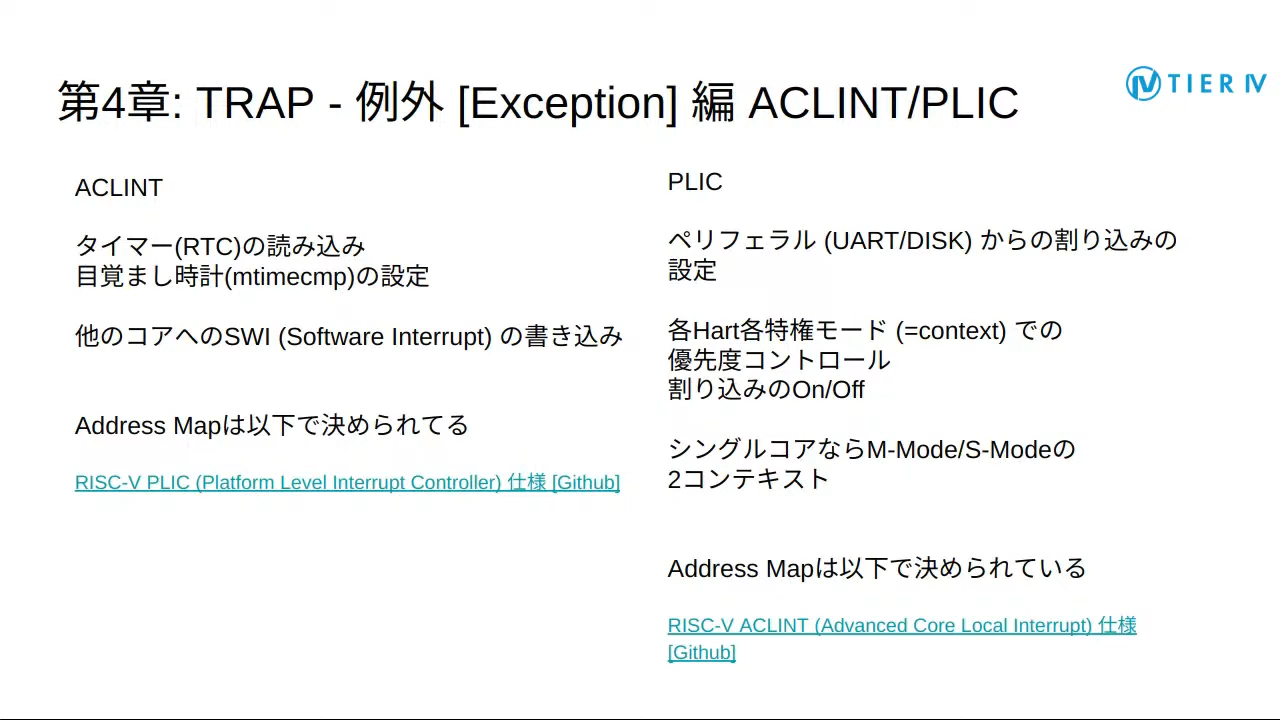 第4章: TRAP - 例外 [Exception] 編 ACLINT/PLIC
TIER IV
ACLINT
タイマー(RTC)の読み込み
目覚まし時計(mtimecmp)の設定
他のコアへのSWI (Software Interrupt) の書き込み
Address Mapは以下で決められてる
RISC-V PLIC (Platform Level Interrupt Controller) 仕様 [Github]
PLIC
ペリフェラル (UART/DISK) からの割り込みの
設定
各Hart各特権モード (=context) での
優先度コントロール
割り込みのOn/Off
シングルコアならM-Mode/S-Modeの
2コンテキスト
Address Mapは以下で決められている
RISC-V ACLINT (Advanced Core Local Interrupt) 仕様
[Github]